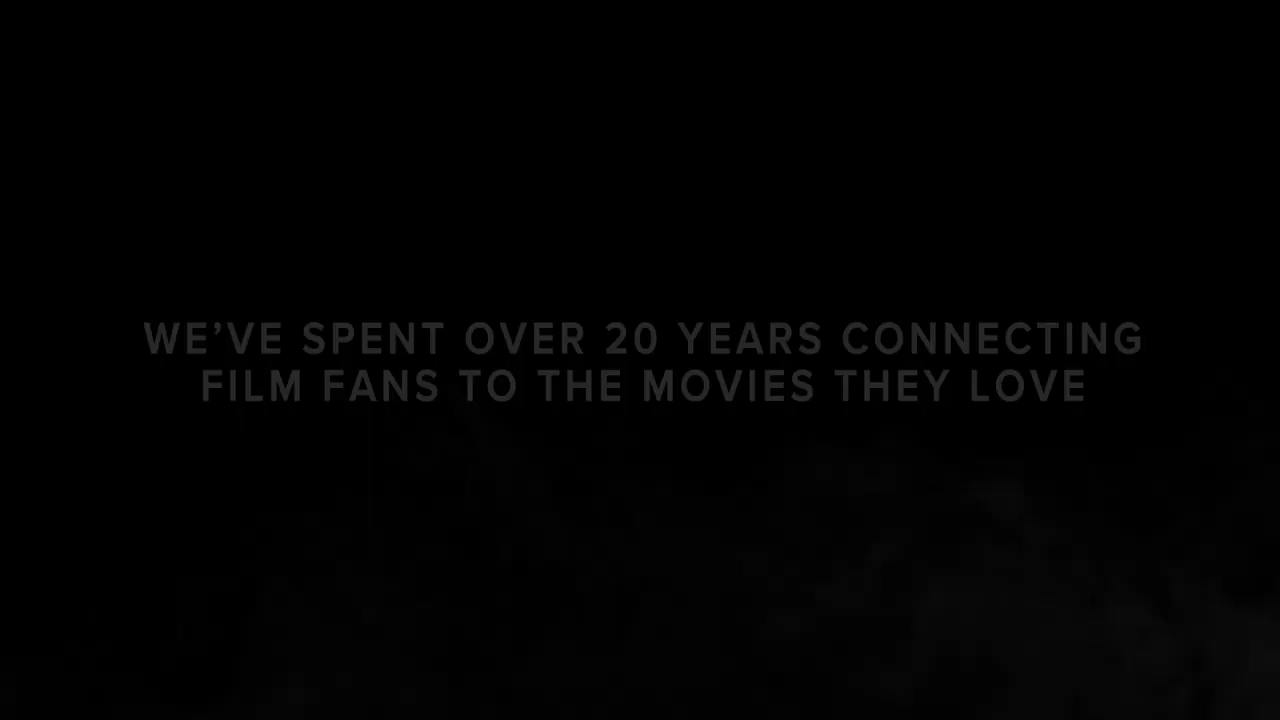 WE’VE SPENT OVER 20 YEARS CONNECTING
FILM FANS TO THE MOVIES THEY LOVE